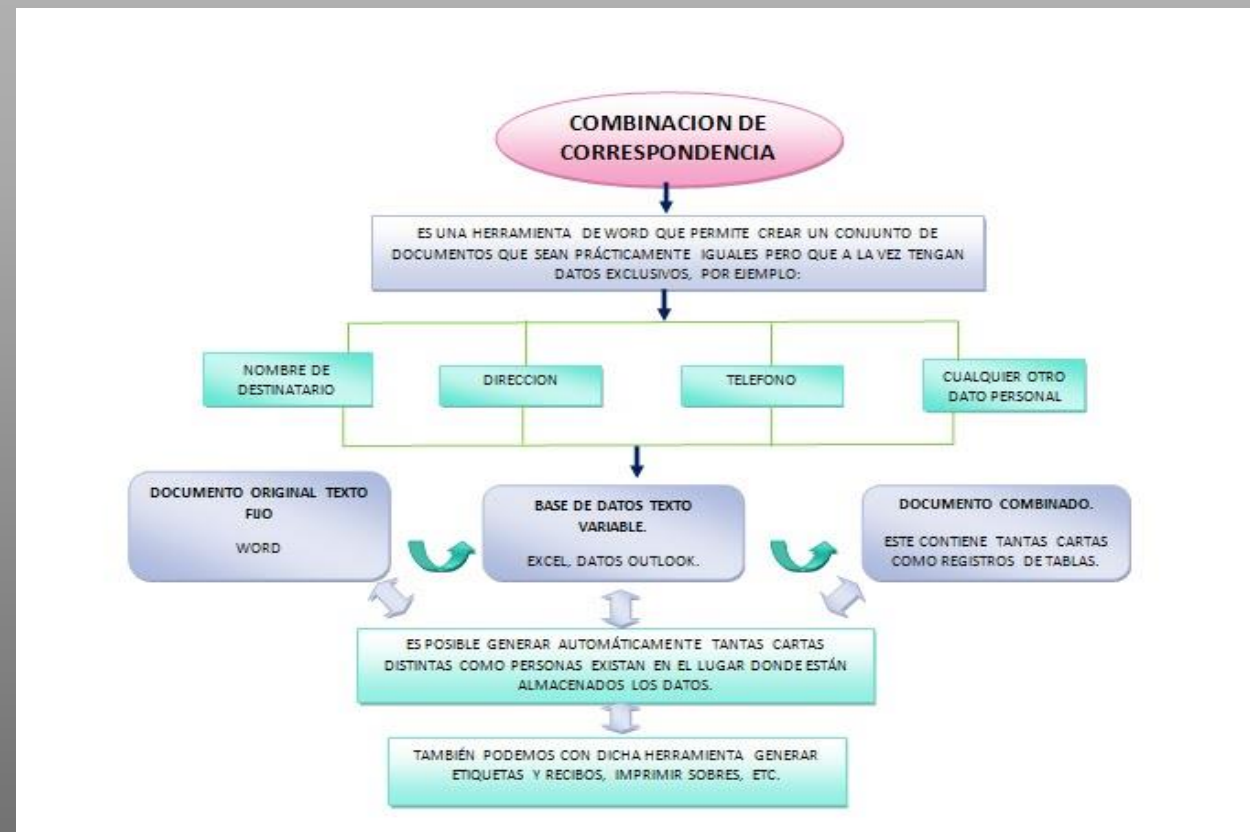 COMBINACION DE
CORRESPONDENCIA
ES UNA HERRAMIENTA DE WORD QUE PERMITE CREAR UN CONJUNTO DE
DOCUMENTOS QUE SEAN PRÁCTICAMENTE IGUALES PERO QUE A LA VEZ TENGAN
DATOS EXCLUSIVOS, POR EJEMPLO:
NOMBRE DE
DESTINATARIO
DIRECCION
TELEFONO
CUALQUIER OTRO
DATO PERSONAL
DOCUMENTO ORIGINAL TEXTO
FIJO
WORD
BASE DE DATOS TEXTO
VARIABLE.
EXCEL, DATOS OUTLOOK.
DOCUMENTO COMBINADO.
ESTE CONTIENE TANTAS CARTAS
COMO REGISTROS DE TABLAS.
ES POSIBLE GENERAR AUTOMÁTICAMENTE TANTAS CARTAS
DISTINTAS COMO PERSONAS EXISTAN EN EL LUGAR DONDE ESTÁN
ALMACENADOS LOS DATOS.
TAMBIÉN PODEMOS CON DICHA HERRAMIENTA GENERAR
ETIQUETAS Y RECIBOS, IMPRIMIR SOBRES, ETC.